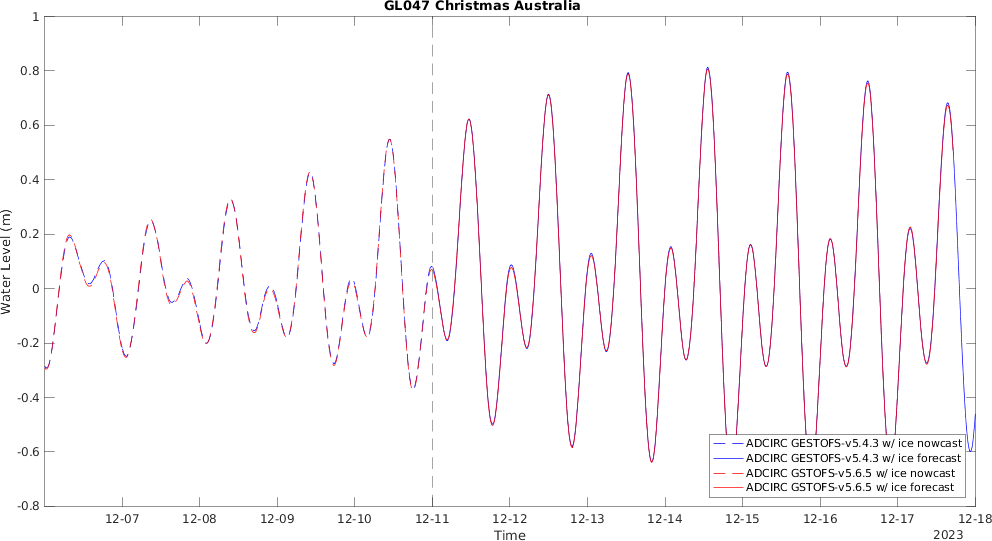 GL047 Christmas Australia
1
0.8
0.6
0.4
0.2
0
-0.2
-0.4
-0.6
-0.8
Water Level (m)
ADCIRC GESTOFS-v5.4.3 w/ ice nowcast
ADCIRC GESTOFS-v5.4.3 w/ ice forecast
ADCIRC GSTOFS-v5.6.5 w/ ice nowcast
ADCIRC GSTOFS-v5.6.5 w/ ice forecast
12-07 12-08 12-09 12-10 12-11 12-12 12-13 12-14 12-15 12-16 12-17 12-18
Time 2023